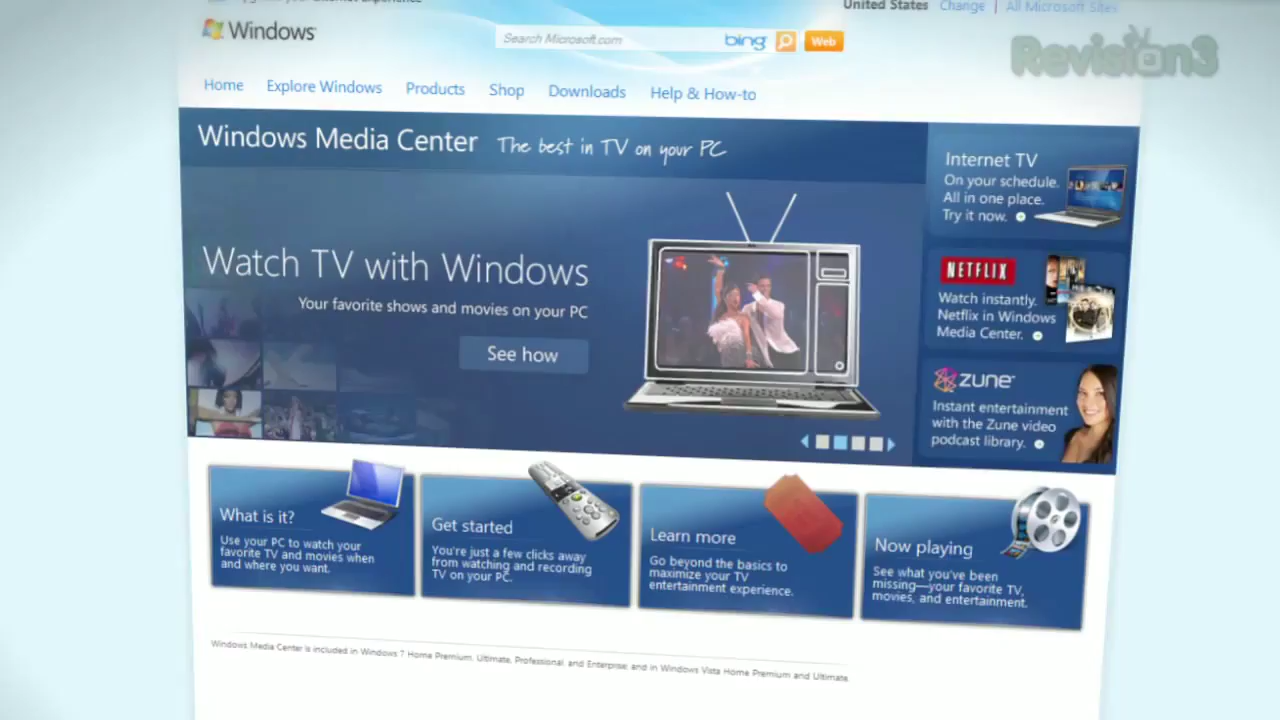 United States Change | All Microsoft Sites
Windows
Search Microsoft.com
bing
Web
Revision3
Home
Explore Windows
Products
Shop
Downloads
Help & How-to
Windows Media Center
The best in TV on your PC
Watch TV with Windows
Your favorite shows and movies on your PC
See how
Internet TV
On your schedule.
All in one place.
Try it now.
NETFLIX
Watch instantly.
Netflix in Windows
Media Center.
zune
Instant entertainment
with the Zune video
podcast library.
What is it?
Use your PC to watch your
favorite TV and movies when
and where you want.
Get started
You're just a few clicks away
from watching and recording
TV on your PC.
Learn more
Go beyond the basics to
maximize your TV
entertainment experience.
Now playing
See what you've been
missing—your favorite TV,
movies, and entertainment.
Windows Media Center is included in Windows 7 Home Premium, Ultimate, Professional, and Enterprise; and in Windows Vista Home Premium and Ultimate.